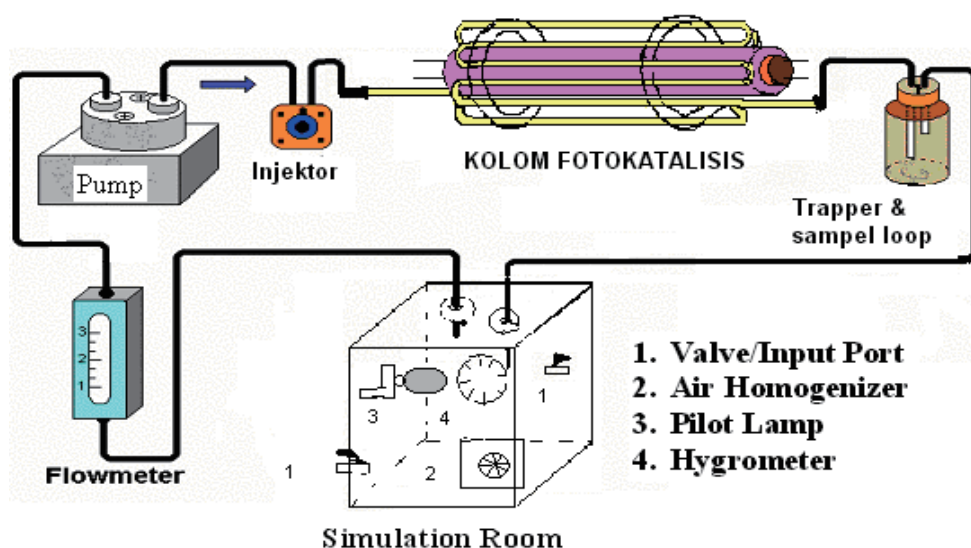 Pump
Injektor
KOLOM FOTOKATALISIS
Trapper &
sampel loop
3
2
1
Flowmeter
3
4
1
1
2
Simulation Room
1. Valve/Input Port
2. Air Homogenizer
3. Pilot Lamp
4. Hygrometer